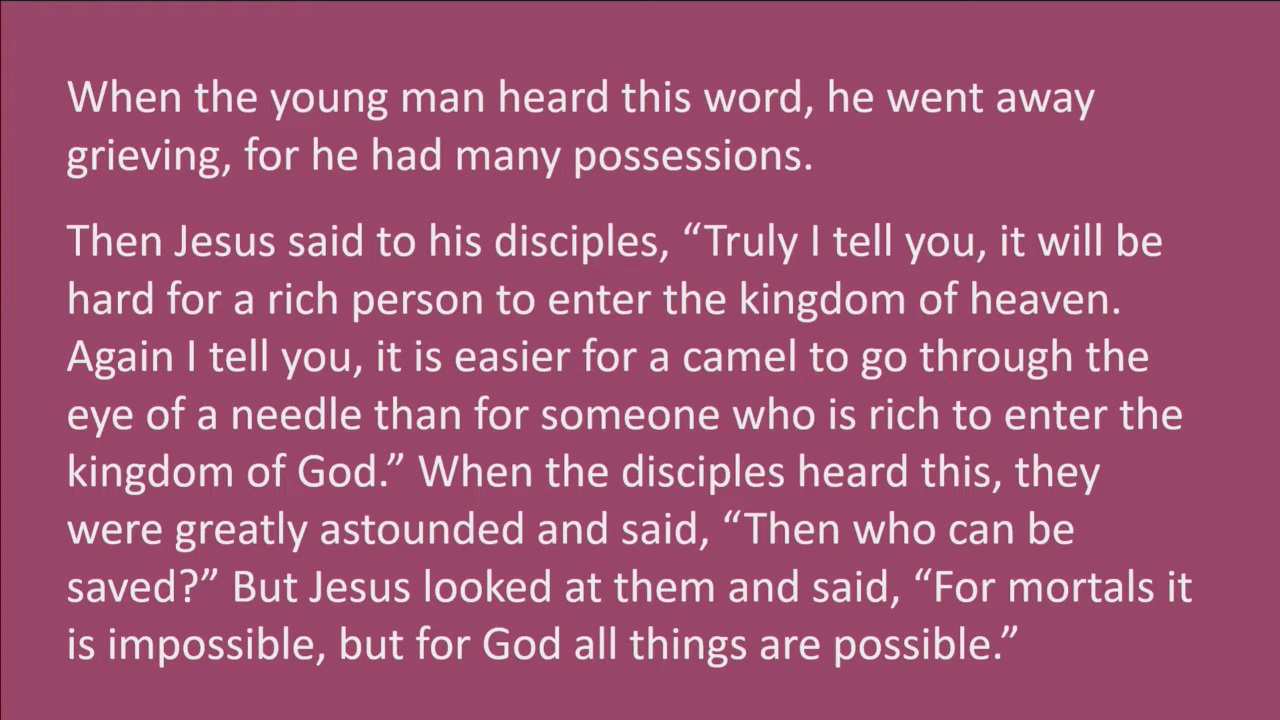 When the young man heard this word, he went away
grieving, for he had many possessions.
Then Jesus said to his disciples, “Truly I tell you, it will be
hard for a rich person to enter the kingdom of heaven.
Again I tell you, it is easier for a camel to go through the
eye of a needle than for someone who is rich to enter the
kingdom of God.” When the disciples heard this, they
were greatly astounded and said, “Then who can be
saved?” But Jesus looked at them and said, “For mortals it
is impossible, but for God all things are possible.”